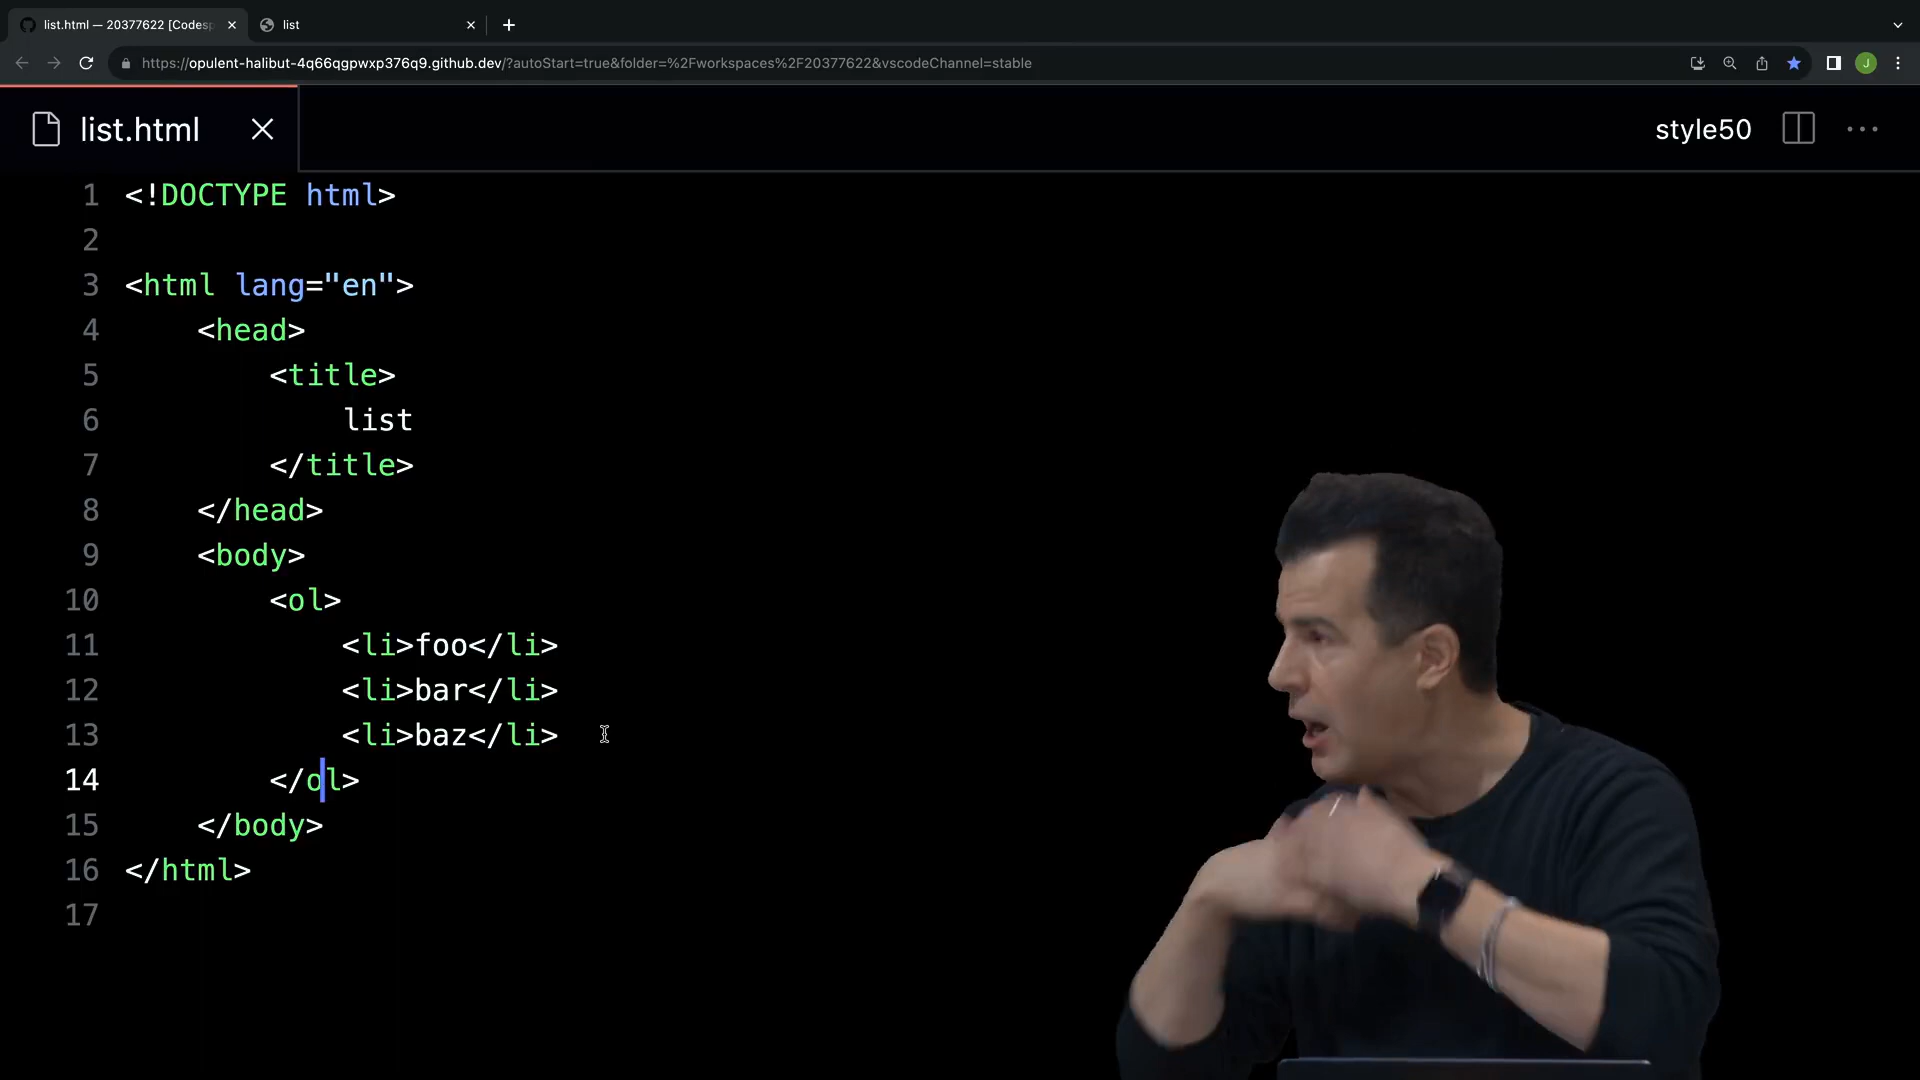 list.html — 20377622 [Codesp
list
https://opulent-halibut-4q66qgpwxp376q9.github.dev/?autoStart=true&folder=%2Fworkspaces%2F20377622&vscodeChannel=stable
J
list.html
style50
1 <!DOCTYPE html>
2
3 <html lang="en">
4 <head>
5 <title>
6 list
7 </title>
8 </head>
9 <body>
10 <ol>
11 <li>foo</li>
12 <li>bar</li>
13 <li>baz</li>
14 </ol>
15 </body>
16 </html>
17